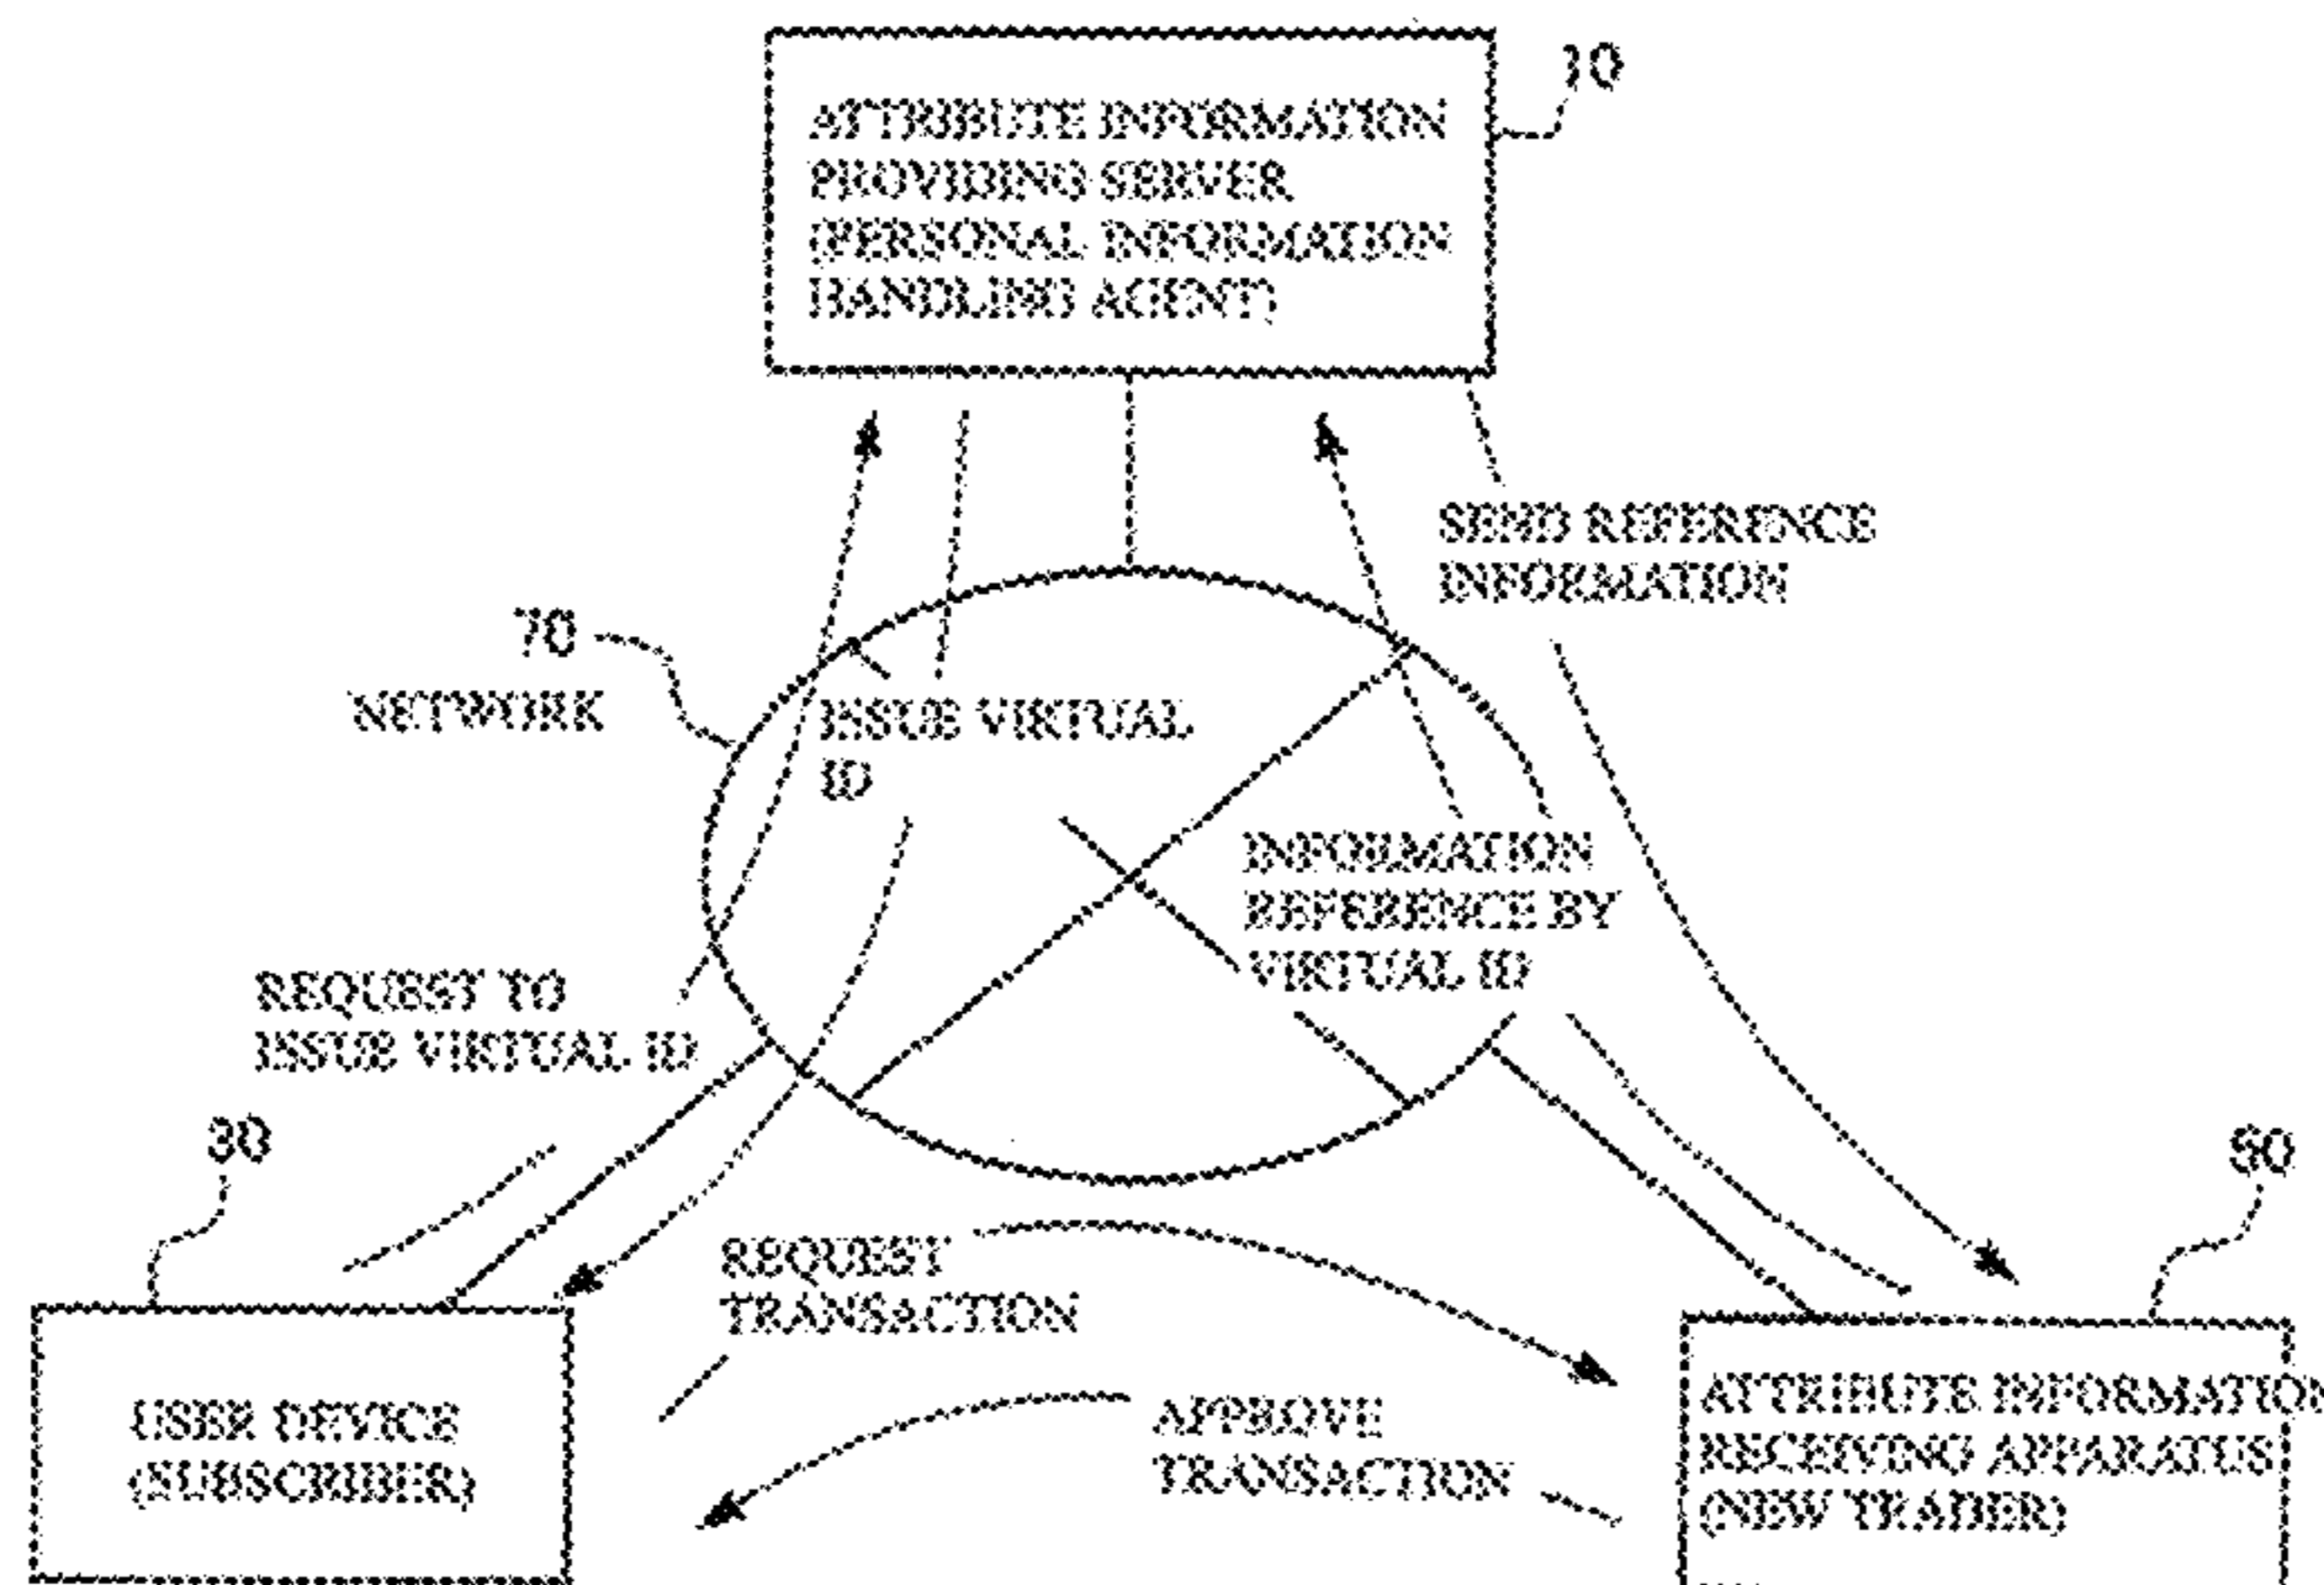 10
ATTRIBUTE INFORMATION
PROVIDING SERVER
(PERSONAL INFORMATION
HANDLING AGENT)
SEND REFERENCE
INFORMATION
70
NETWORK
ISSUE VIRTUAL
ID
INFORMATION
REFERENCE BY
VIRTUAL ID
REQUEST TO
ISSUE VIRTUAL ID
REQUEST
TRANSACTION
USER DEVICE
(SUBSCRIBER)
APPROVE
TRANSACTION
ATTRIBUTE INFORMATION
RECEIVING APPARATUS
(NEW TRADER)